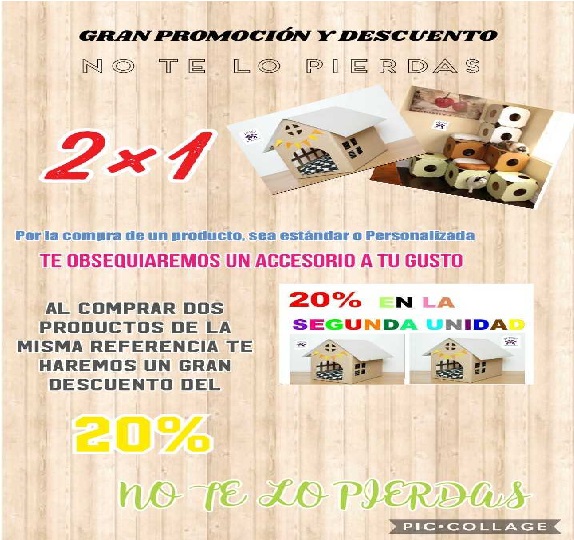 GRAN PROMOCIÓN Y DESCUENTO
NO TE LO PIERDAS
2×1
Por la compra de un producto, sea estándar o Personalizada
TE OBSEQUIAREMOS UN ACCESORIO A TU GUSTO
AL COMPRAR DOS
PRODUCTOS DE LA
MISMA REFERENCIA TE
HAREMOS UN GRAN
DESCUENTO DEL
20%
20% EN LA
SEGUNDA UNIDAD
NO TE LO PIERDAS
PIC•COLLAGE